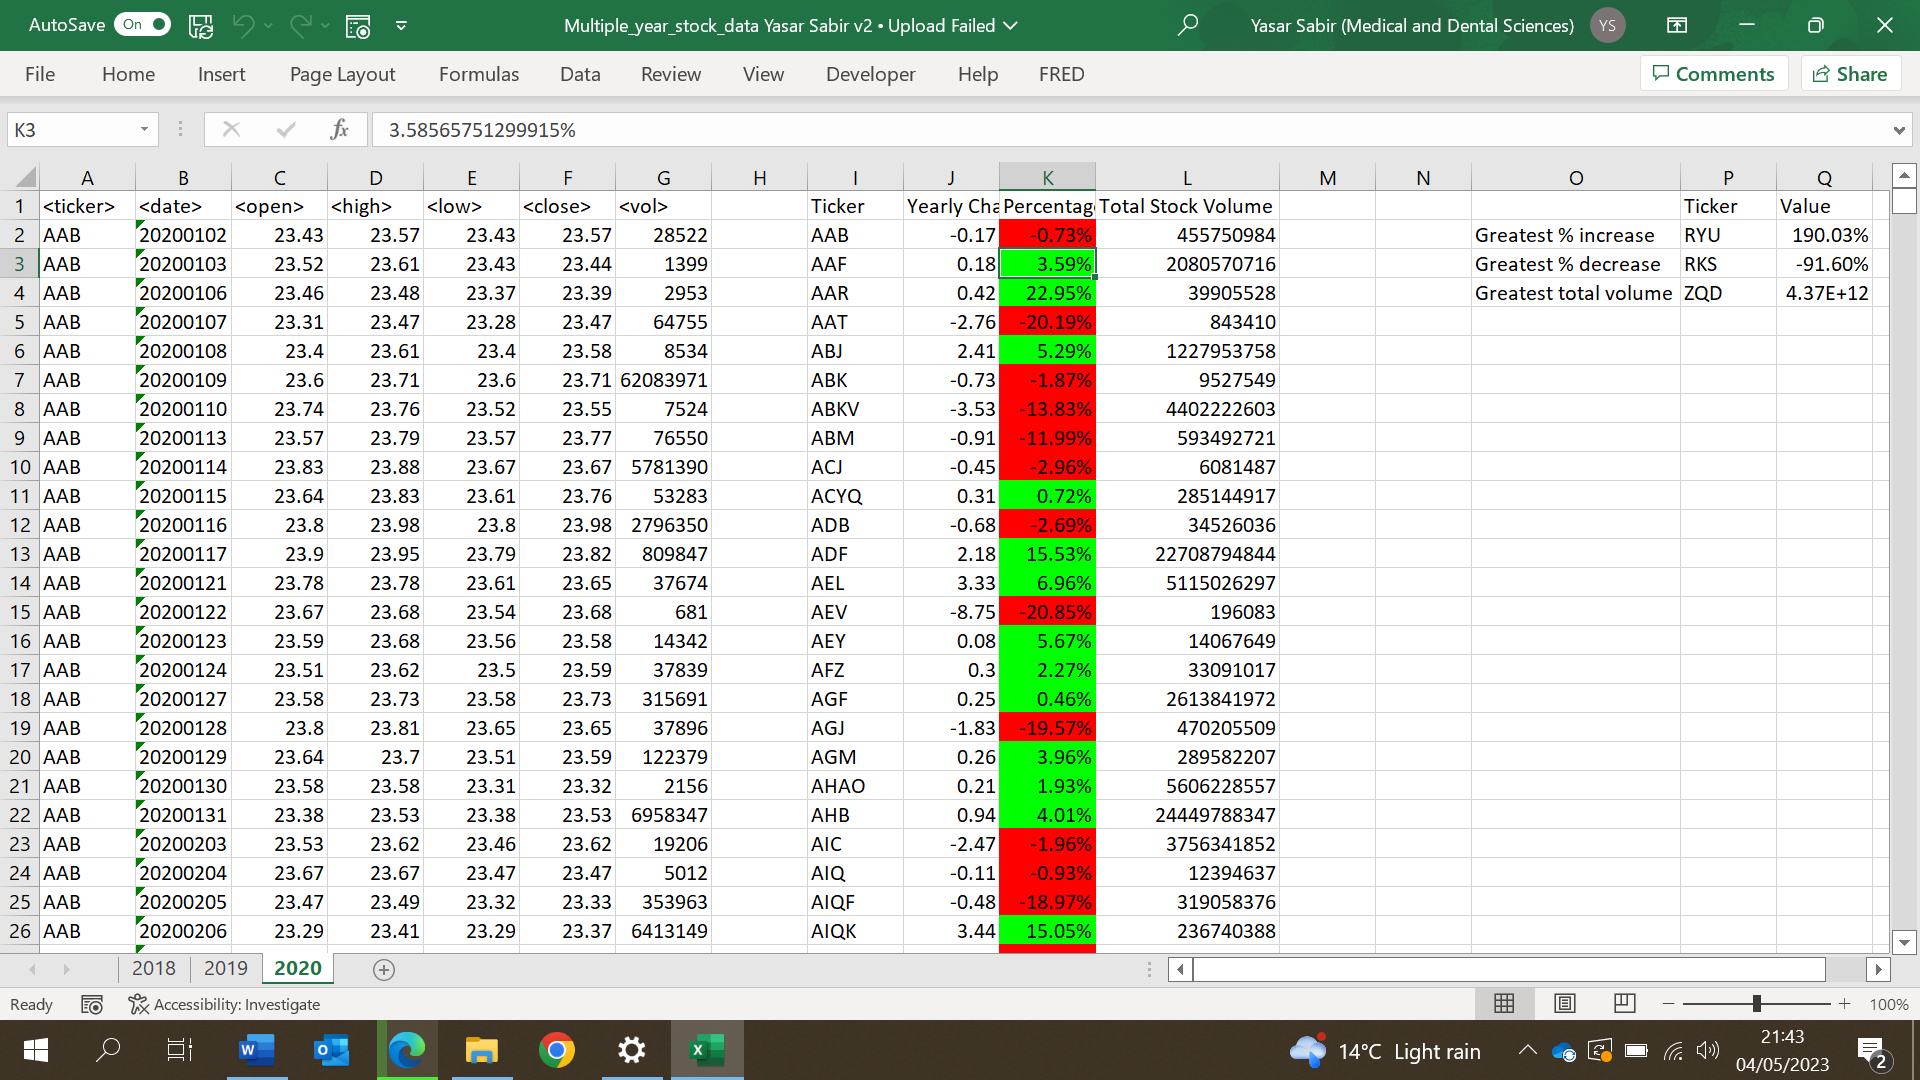 AutoSave On Multiple_year_stock_data Yasar Sabir v2 • Upload Failed Yasar Sabir (Medical and Dental Sciences) YS
File Home Insert Page Layout Formulas Data Review View Developer Help FRED Comments Share
K3 fx 3.58565751299915%
A B C D E F G H I J K L M N O P Q
1 <ticker> <date> <open> <high> <low> <close> <vol> Ticker Yearly Cha Percentag Total Stock Volume Ticker Value
2 AAB 20200102 23.43 23.57 23.43 23.57 28522 AAB -0.17 -0.73% 455750984 Greatest % increase RYU 190.03%
3 AAB 20200103 23.52 23.61 23.43 23.44 1399 AAF 0.18 3.59% 2080570716 Greatest % decrease RKS -91.60%
4 AAB 20200106 23.46 23.48 23.37 23.39 2953 AAR 0.42 22.95% 39905528 Greatest total volume ZQD 4.37E+12
5 AAB 20200107 23.31 23.47 23.28 23.47 64755 AAT -2.76 -20.19% 843410
6 AAB 20200108 23.4 23.61 23.4 23.58 8534 ABJ 2.41 5.29% 1227953758
7 AAB 20200109 23.6 23.71 23.6 23.71 62083971 ABK -0.73 -1.87% 9527549
8 AAB 20200110 23.74 23.76 23.52 23.55 7524 ABKV -3.53 -13.83% 4402222603
9 AAB 20200113 23.57 23.79 23.57 23.77 76550 ABM -0.91 -11.99% 593492721
10 AAB 20200114 23.83 23.88 23.67 23.67 5781390 ACJ -0.45 -2.96% 6081487
11 AAB 20200115 23.64 23.83 23.61 23.76 53283 ACYQ 0.31 0.72% 285144917
12 AAB 20200116 23.8 23.98 23.8 23.98 2796350 ADB -0.68 -2.69% 34526036
13 AAB 20200117 23.9 23.95 23.79 23.82 809847 ADF 2.18 15.53% 22708794844
14 AAB 20200121 23.78 23.78 23.61 23.65 37674 AEL 3.33 6.96% 5115026297
15 AAB 20200122 23.67 23.68 23.54 23.68 681 AEV -8.75 -20.85% 196083
16 AAB 20200123 23.59 23.68 23.56 23.58 14342 AEY 0.08 5.67% 14067649
17 AAB 20200124 23.51 23.62 23.5 23.59 37839 AFZ 0.3 2.27% 33091017
18 AAB 20200127 23.58 23.73 23.58 23.73 315691 AGF 0.25 0.46% 2613841972
19 AAB 20200128 23.8 23.81 23.65 23.65 37896 AGJ -1.83 -19.57% 470205509
20 AAB 20200129 23.64 23.7 23.51 23.59 122379 AGM 0.26 3.96% 289582207
21 AAB 20200130 23.58 23.58 23.31 23.32 2156 AHAO 0.21 1.93% 5606228557
22 AAB 20200131 23.38 23.53 23.38 23.53 6958347 AHB 0.94 4.01% 24449788347
23 AAB 20200203 23.53 23.62 23.46 23.62 19206 AIC -2.47 -1.96% 3756341852
24 AAB 20200204 23.67 23.67 23.47 23.47 5012 AIQ -0.11 -0.93% 12394637
25 AAB 20200205 23.47 23.49 23.32 23.33 353963 AIQF -0.48 -18.97% 319058376
26 AAB 20200206 23.29 23.41 23.29 23.37 6413149 AIQK 3.44 15.05% 236740388
2018 2019 2020
Ready Accessibility: Investigate 100%
14°C Light rain 21:43
04/05/2023 2